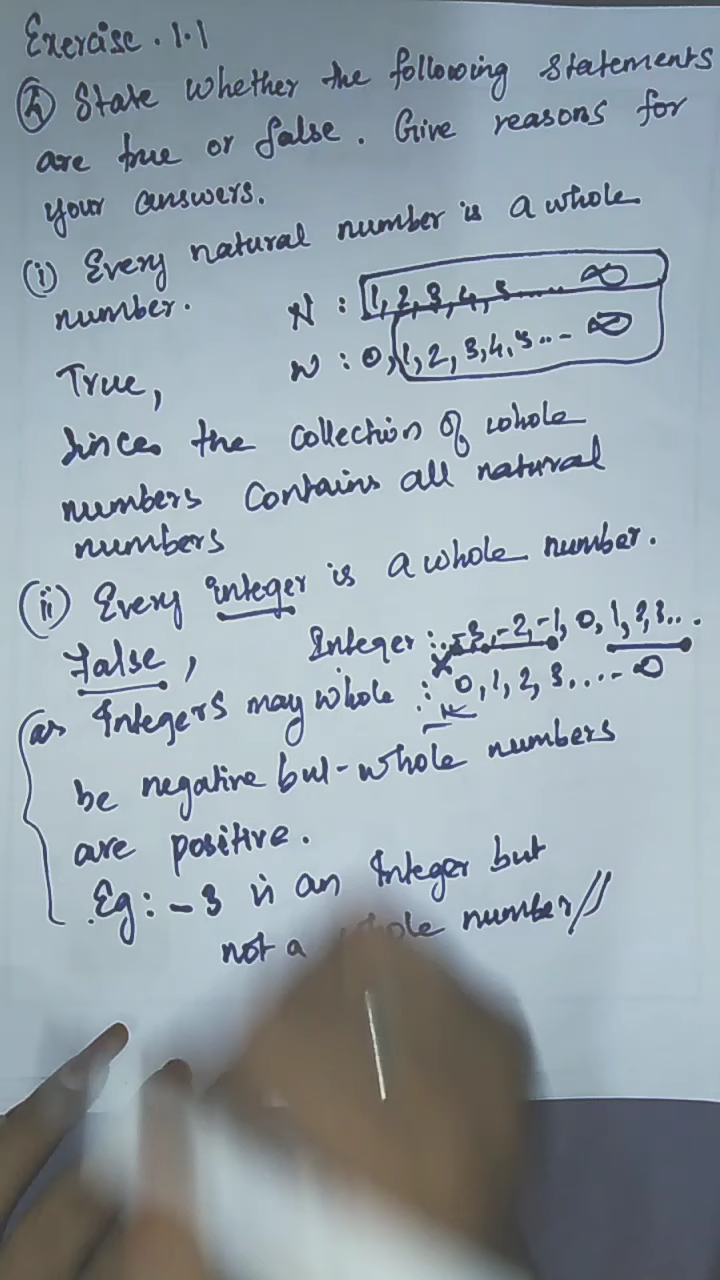 Exercise . 1.1
④ State whether the following statements
are true or false. Give reasons for
your answers.
(i) Every natural number is a whole
number.
N : 1, 2, 3, 4, 5..... ∞
W : 0, 1, 2, 3, 4, 5... ∞
True,
Since the collection of whole
numbers contains all natural
numbers
(ii) Every integer is a whole number.
False, Integer : ...-3, -2, -1, 0, 1, 2, 3...
as Integers may whole : 0, 1, 2, 3,.... ∞
be negative but whole numbers
are positive.
Eg: -3 is an Integer but
not a whole number//